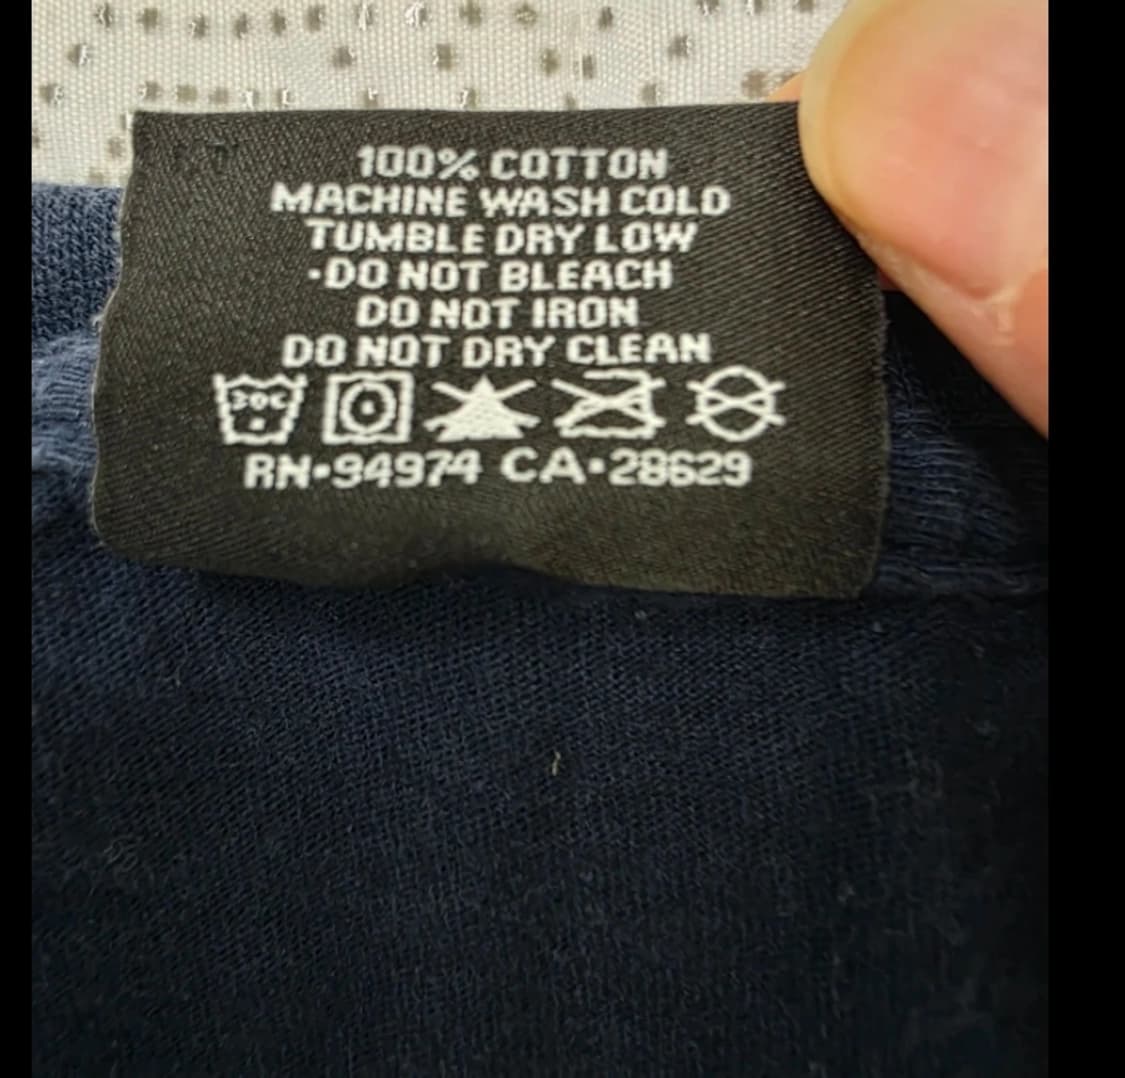 100% COTTON
MACHINE WASH COLD
TUMBLE DRY LOW
•DO NOT BLEACH
DO NOT IRON
DO NOT DRY CLEAN
30C
RN•94974 CA•28629